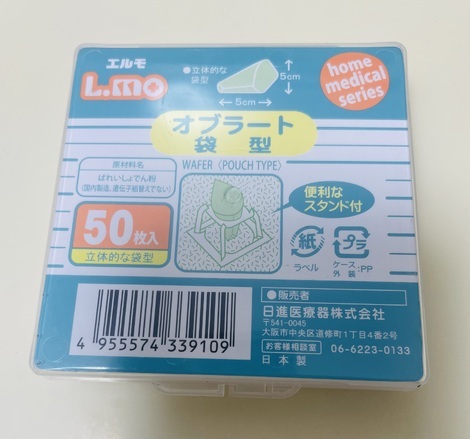 エルモ
L.mo
●立体的な
袋型
5cm
5cm
home
medical
series
オブラート
袋型
WAFER〈POUCH TYPE〉
原材料名
ばれいしょでん粉
(国内製造、遺伝子組替えでない)
50枚入
立体的な袋型
便利な
スタンド付
紙
ラベル
プラ
ケース・
外装:PP
●販売者
日進医療器株式会社
〒541-0045
大阪市中央区道修町1丁目4番2号
お客様相談室 06-6223-0133
日本製
4 955574 339109